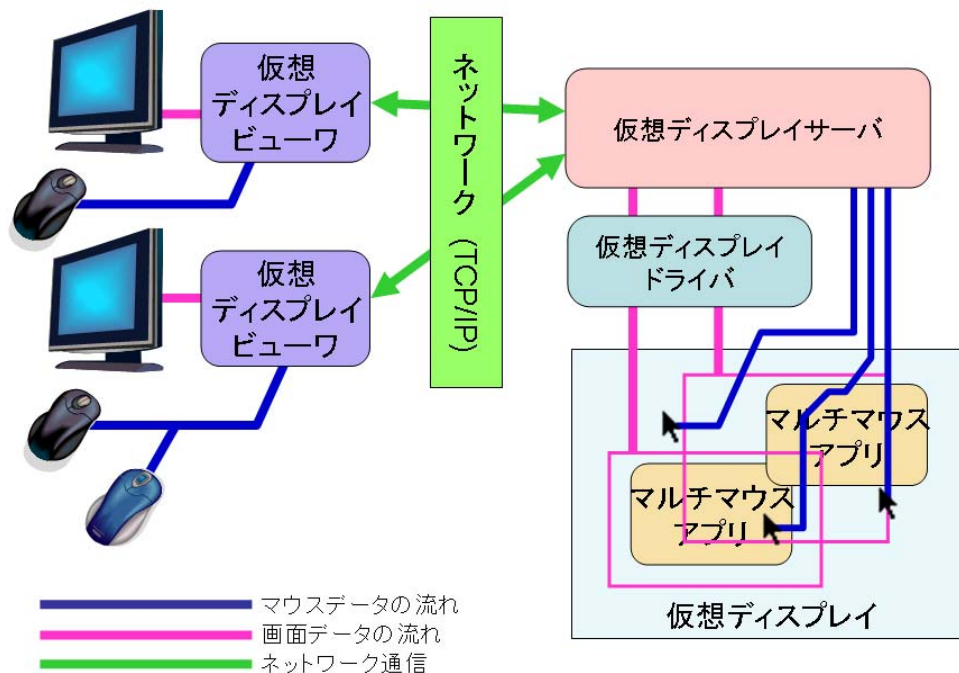 仮想
ディスプレイ
ビューワ
仮想
ディスプレイ
ビューワ
ネットワーク (TCP/IP)
仮想ディスプレイサーバ
仮想ディスプレイ
ドライバ
マルチマウス
アプリ
マルチマウス
アプリ
仮想ディスプレイ
マウスデータの流れ
画面データの流れ
ネットワーク通信